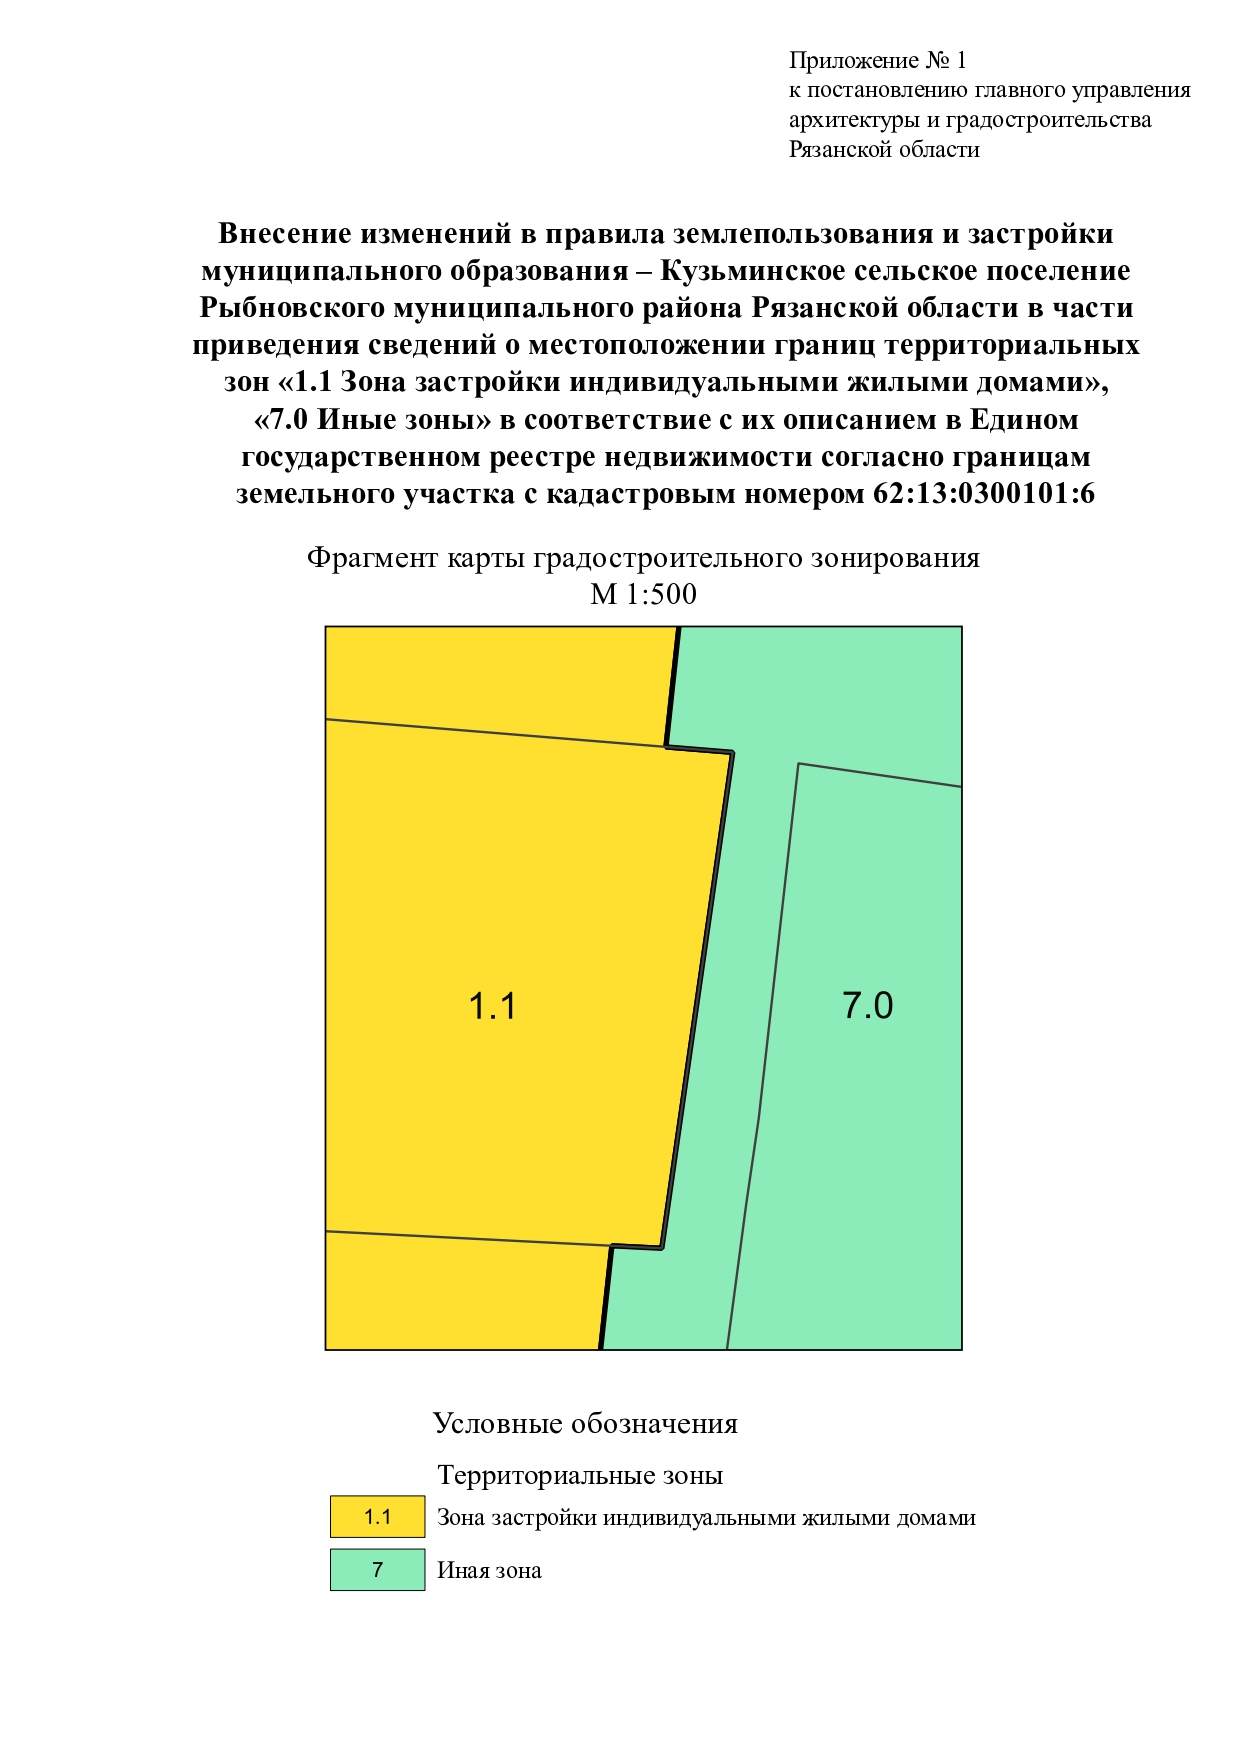 Приложение № 1
к постановлению главного управления
архитектуры и градостроительства
Рязанской области
Внесение изменений в правила землепользования и застройки
муниципального образования – Кузьминское сельское поселение
Рыбновского муниципального района Рязанской области в части
приведения сведений о местоположении границ территориальных
зон «1.1 Зона застройки индивидуальными жилыми домами»,
«7.0 Иные зоны» в соответствие с их описанием в Едином
государственном реестре недвижимости согласно границам
земельного участка с кадастровым номером 62:13:0300101:6
Фрагмент карты градостроительного зонирования
М 1:500
1.1
7.0
Условные обозначения
Территориальные зоны
1.1 Зона застройки индивидуальными жилыми домами
7 Иная зона